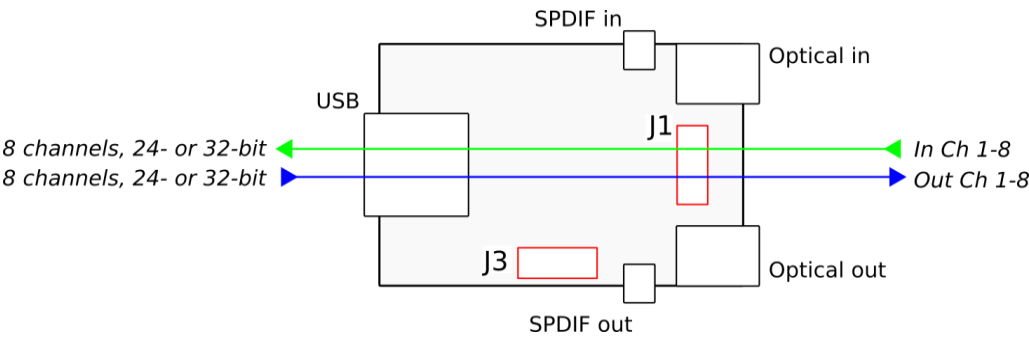 SPDIF in
Optical in
USB
J1
8 channels, 24- or 32-bit
In Ch 1-8
8 channels, 24- or 32-bit
Out Ch 1-8
J3
Optical out
SPDIF out